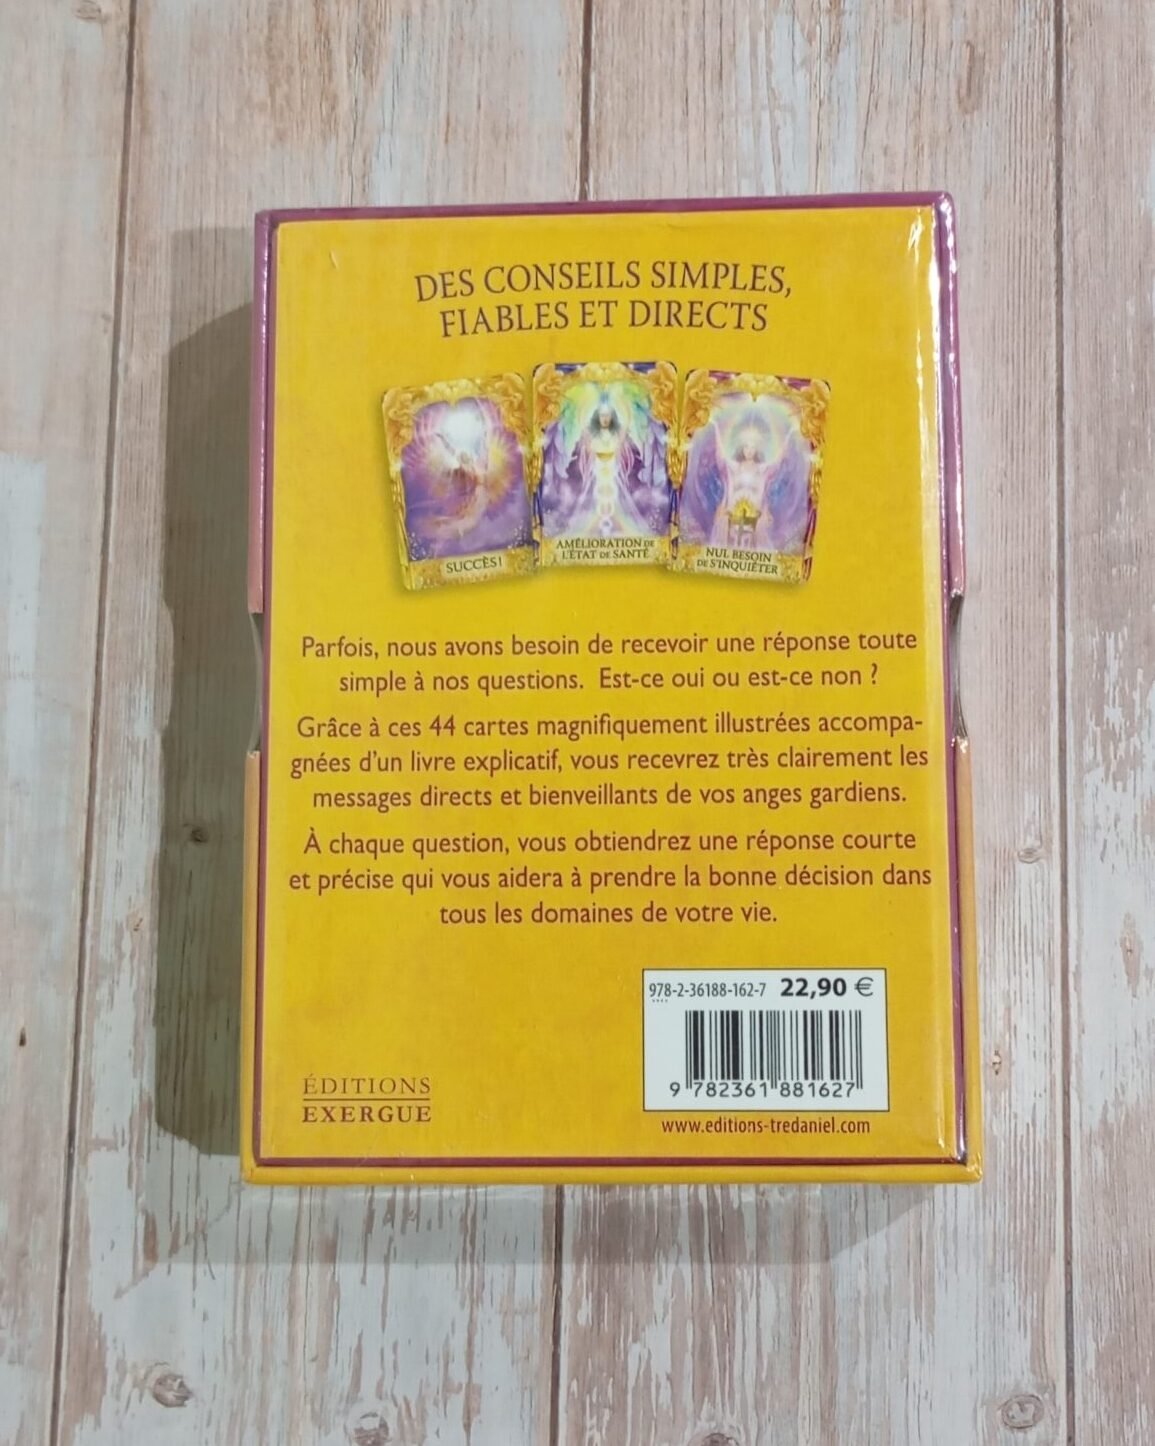 DES CONSEILS SIMPLES,
FIABLES ET DIRECTS
SUCCÈS !
AMÉLIORATION DE
L'ÉTAT DE SANTÉ
NUL BESOIN
DE S'INQUIÉTER
Parfois, nous avons besoin de recevoir une réponse toute
simple à nos questions. Est-ce oui ou est-ce non ?
Grâce à ces 44 cartes magnifiquement illustrées accompa-
gnées d'un livre explicatif, vous recevrez très clairement les
messages directs et bienveillants de vos anges gardiens.
À chaque question, vous obtiendrez une réponse courte
et précise qui vous aidera à prendre la bonne décision dans
tous les domaines de votre vie.
978-2-36188-162-7 22,90 €
9 782361 881627
www.editions-tredaniel.com
ÉDITIONS
EXERGUE